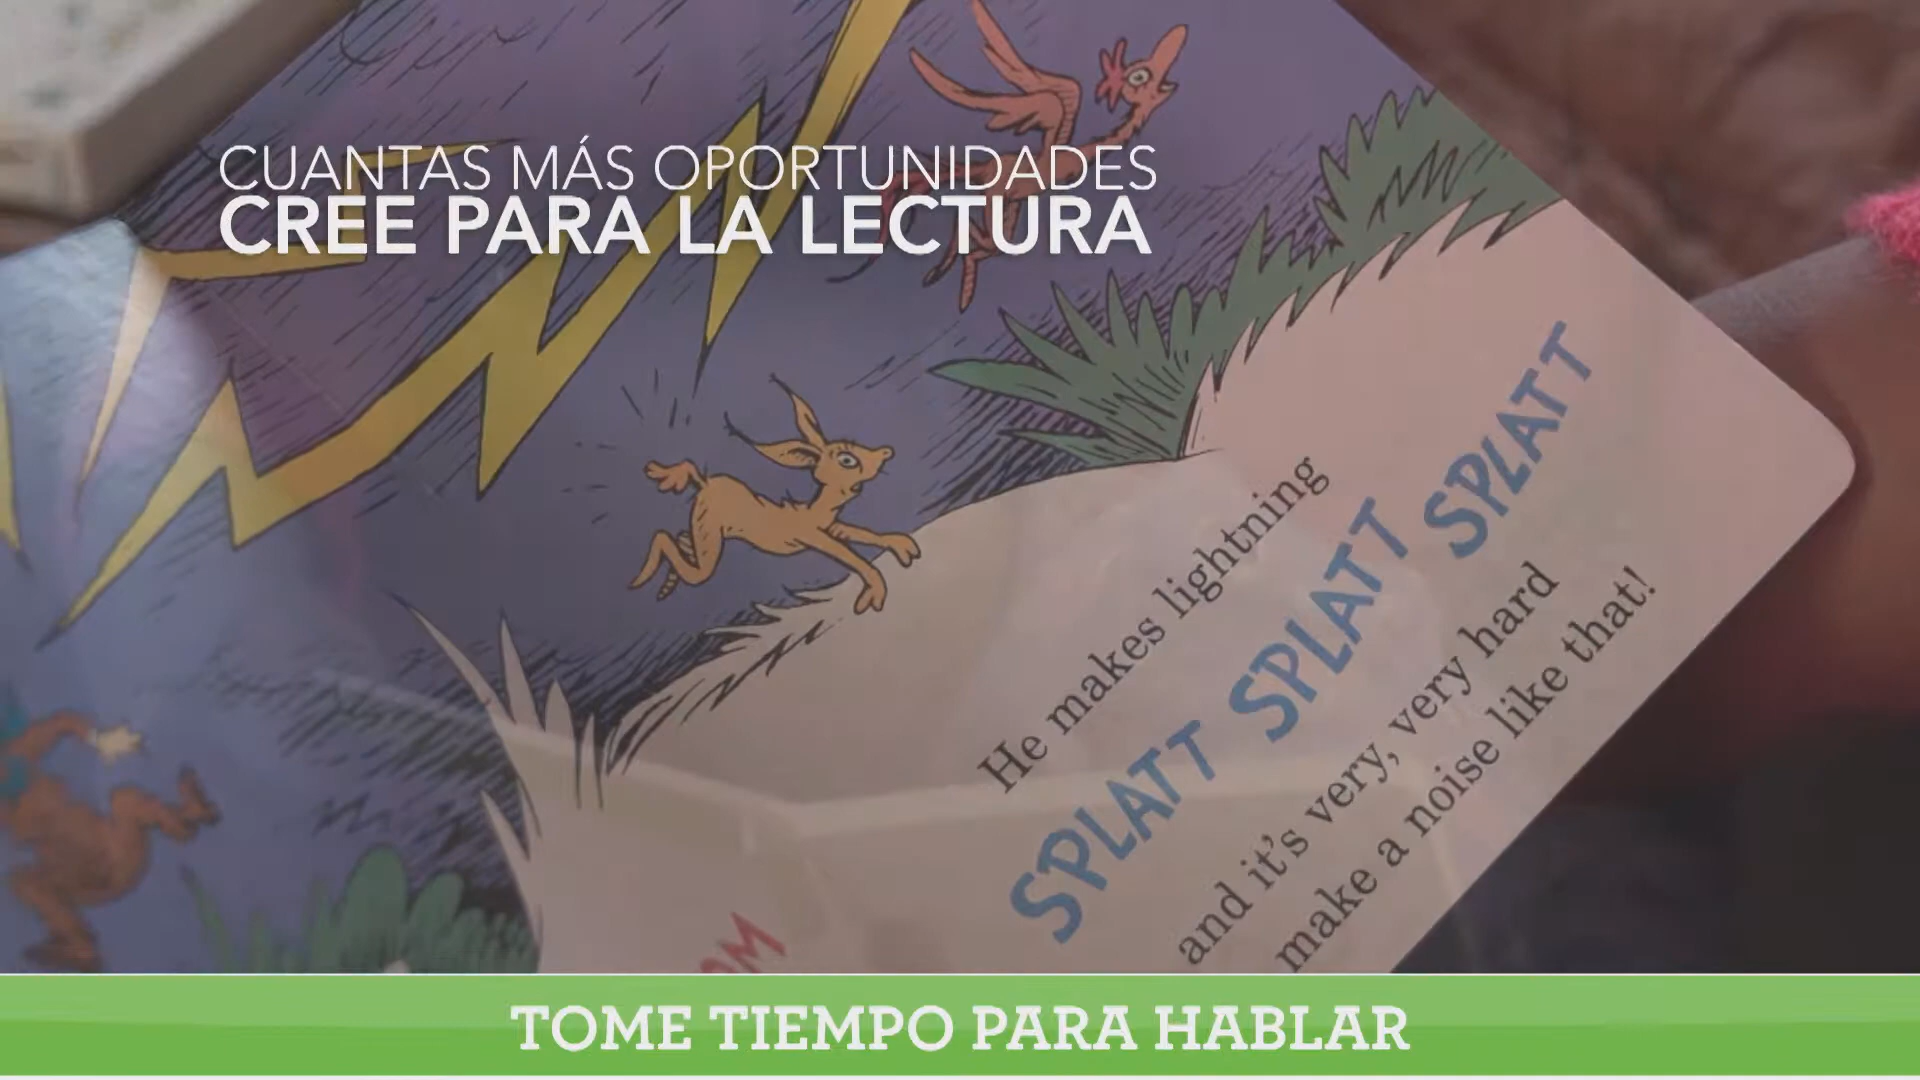 CUANTAS MÁS OPORTUNIDADES
CREE PARA LA LECTURA
He makes lightning
SPLATT SPLATT SPLATT
and it's very, very hard
make a noise like that!
TOME TIEMPO PARA HABLAR